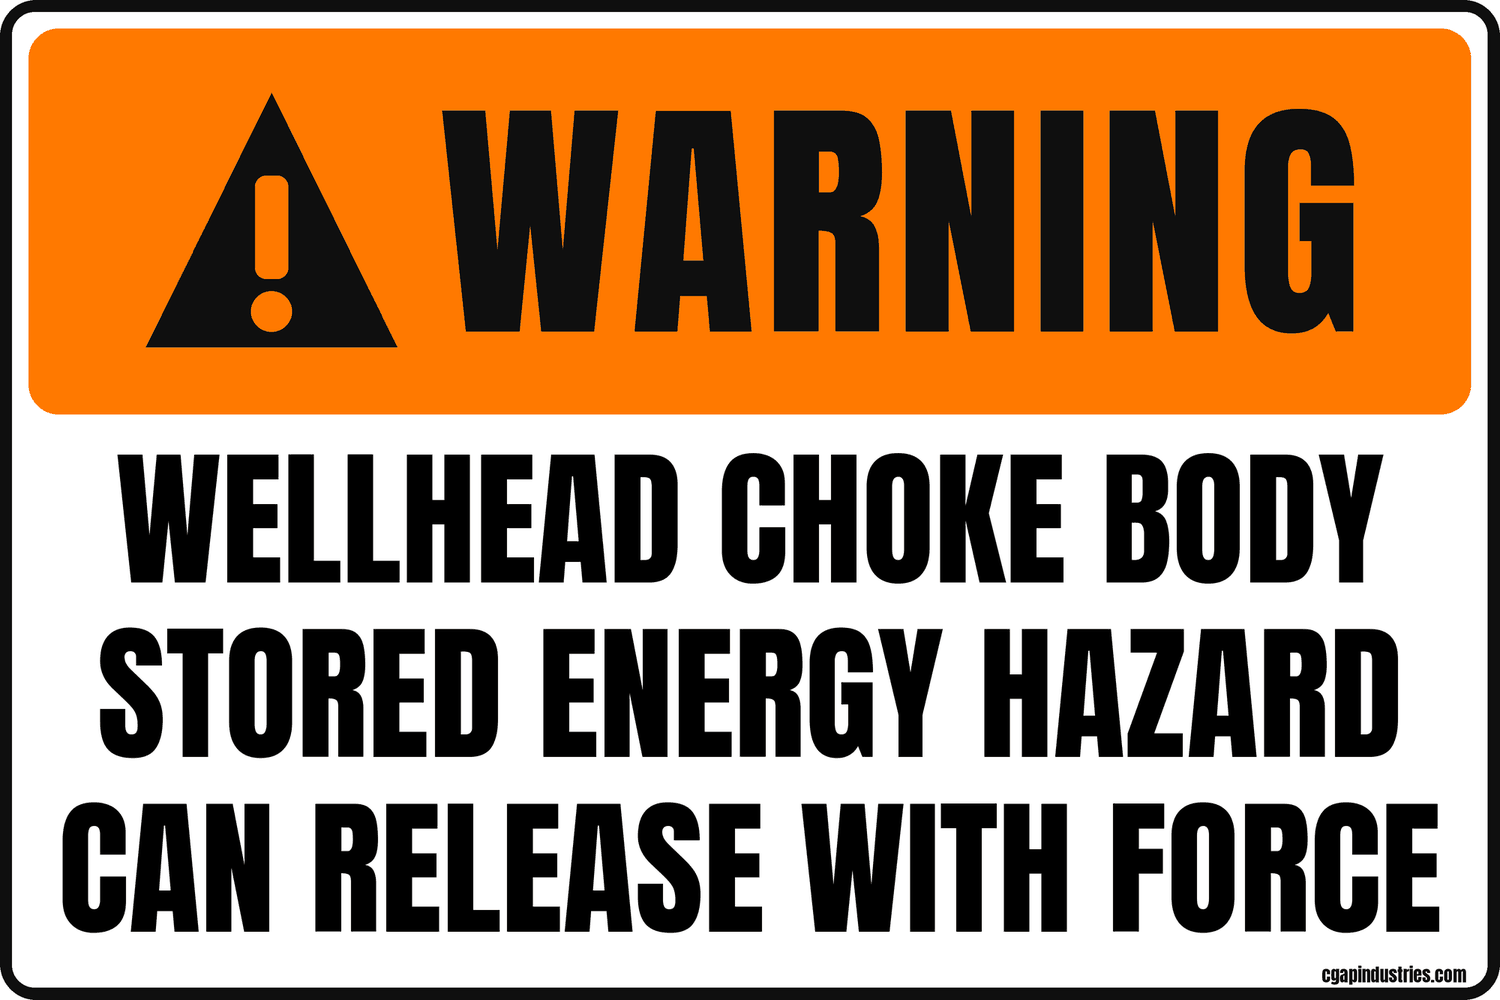 WARNING
WELLHEAD CHOKE BODY
STORED ENERGY HAZARD
CAN RELEASE WITH FORCE
cgapindustries.com